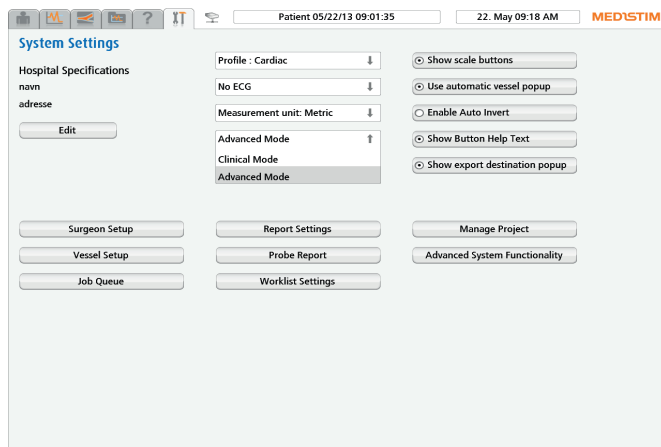 ?
Patient 05/22/13 09:01:35
22. May 09:18 AM
MEDISTIM
System Settings
Hospital Specifications
navn
adresse
Edit
Profile : Cardiac
No ECG
Measurement unit: Metric
Advanced Mode
Clinical Mode
Advanced Mode
Show scale buttons
Use automatic vessel popup
Enable Auto Invert
Show Button Help Text
Show export destination popup
Surgeon Setup
Report Settings
Manage Project
Vessel Setup
Probe Report
Advanced System Functionality
Job Queue
Worklist Settings